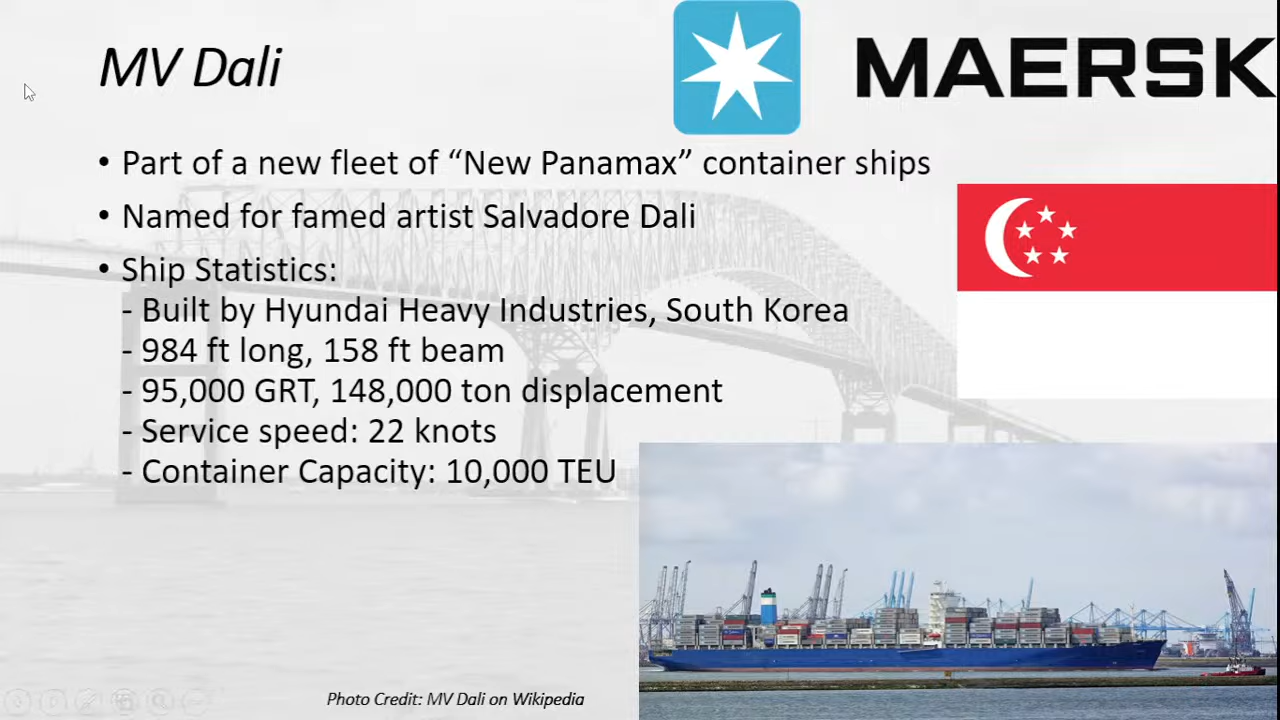 MV Dali
MAERSK
• Part of a new fleet of “New Panamax” container ships
• Named for famed artist Salvadore Dali
• Ship Statistics:
- Built by Hyundai Heavy Industries, South Korea
- 984 ft long, 158 ft beam
- 95,000 GRT, 148,000 ton displacement
- Service speed: 22 knots
- Container Capacity: 10,000 TEU
Photo Credit: MV Dali on Wikipedia